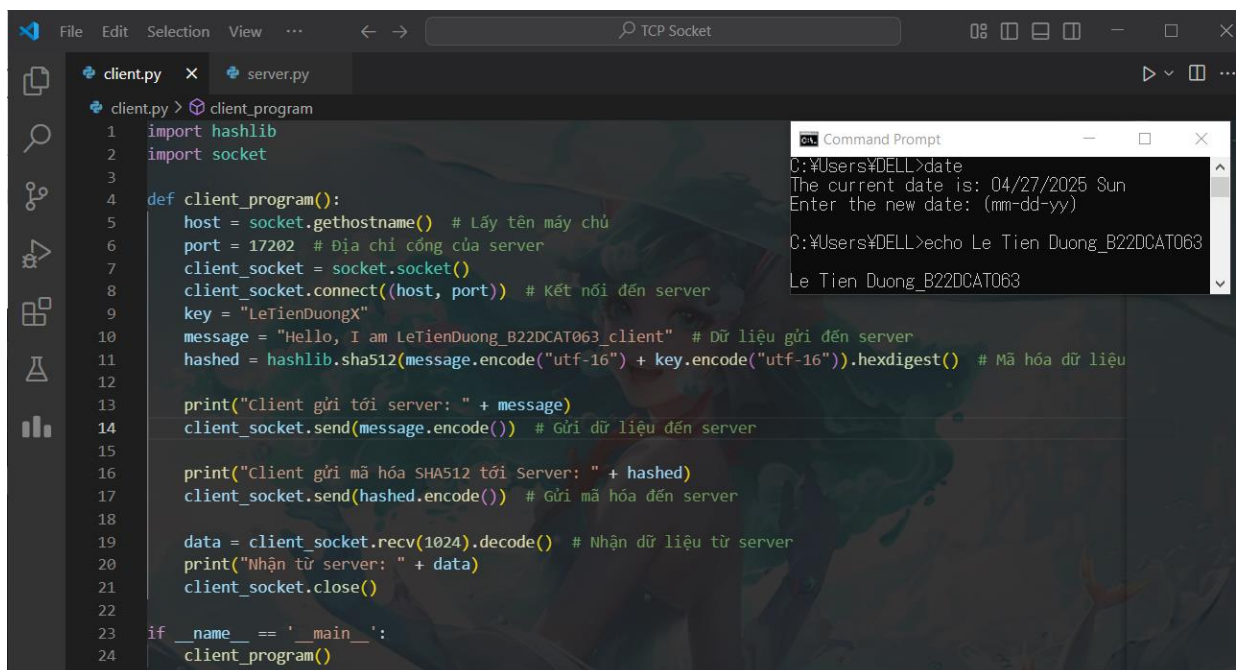 File Edit Selection View ··· ← → TCP Socket
client.py × server.py
client.py > client_program
1 import hashlib
2 import socket
3
4 def client_program():
5     host = socket.gethostname()  # Lấy tên máy chủ
6     port = 17202  # Địa chỉ cổng của server
7     client_socket = socket.socket()
8     client_socket.connect((host, port))  # Kết nối đến server
9     key = "LeTienDuongX"
10     message = "Hello, I am LeTienDuong_B22DCAT063_client"  # Dữ liệu gửi đến server
11     hashed = hashlib.sha512(message.encode("utf-16") + key.encode("utf-16")).hexdigest()  # Mã hóa dữ liệu
12
13     print("Client gửi tới server: " + message)
14     client_socket.send(message.encode())  # Gửi dữ liệu đến server
15
16     print("Client gửi mã hóa SHA512 tới Server: " + hashed)
17     client_socket.send(hashed.encode())  # Gửi mã hóa đến server
18
19     data = client_socket.recv(1024).decode()  # Nhận dữ liệu từ server
20     print("Nhận từ server: " + data)
21     client_socket.close()
22
23 if __name__ == '__main__':
24     client_program()
Command Prompt
C:¥Users¥DELL>date
The current date is: 04/27/2025 Sun
Enter the new date: (mm-dd-yy)
C:¥Users¥DELL>echo Le Tien Duong_B22DCAT063
Le Tien Duong_B22DCAT063